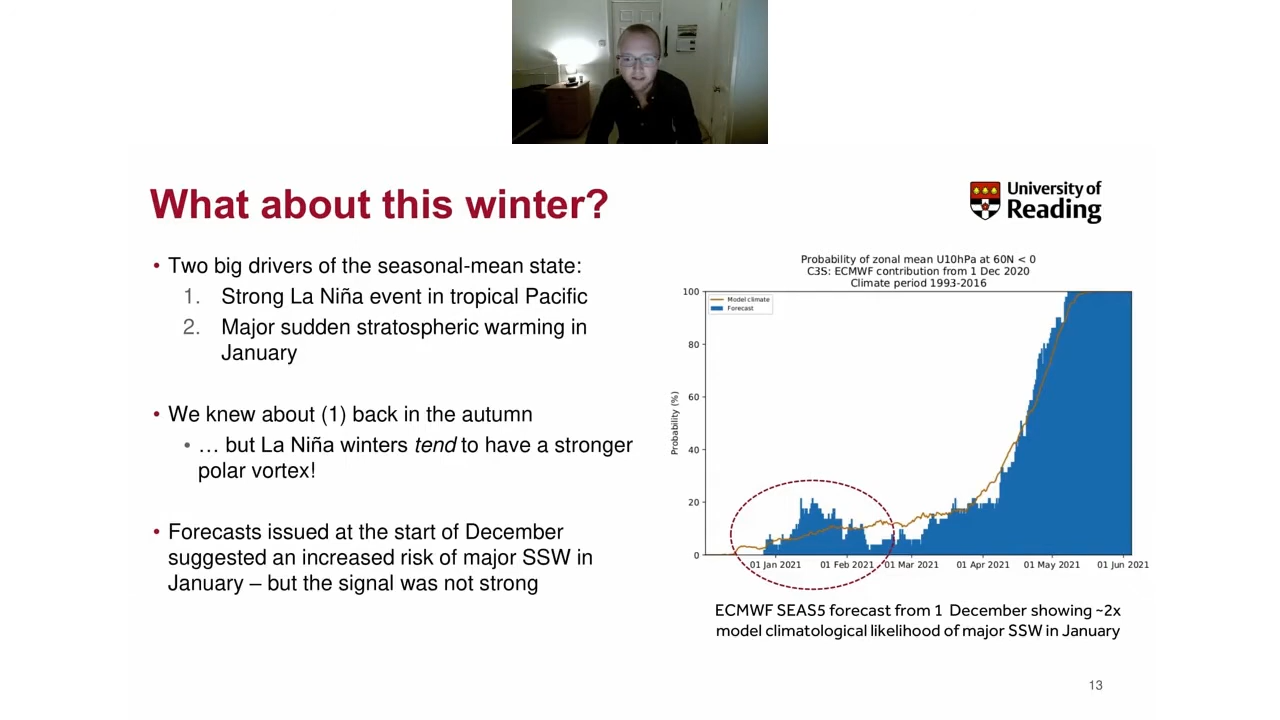 What about this winter?
University of
Reading
• Two big drivers of the seasonal-mean state:
1. Strong La Niña event in tropical Pacific
2. Major sudden stratospheric warming in
January
• We knew about (1) back in the autumn
• … but La Niña winters tend to have a stronger
polar vortex!
• Forecasts issued at the start of December
suggested an increased risk of major SSW in
January – but the signal was not strong
Probability of zonal mean U10hPa at 60N < 0
C3S: ECMWF contribution from 1 Dec 2020
Climate period 1993-2016
Model climate
Forecast
Probability (%)
100
80
60
40
20
0
01 Jan 2021 01 Feb 2021 01 Mar 2021 01 Apr 2021 01 May 2021 01 Jun 2021
ECMWF SEAS5 forecast from 1 December showing ~2x
model climatological likelihood of major SSW in January
13